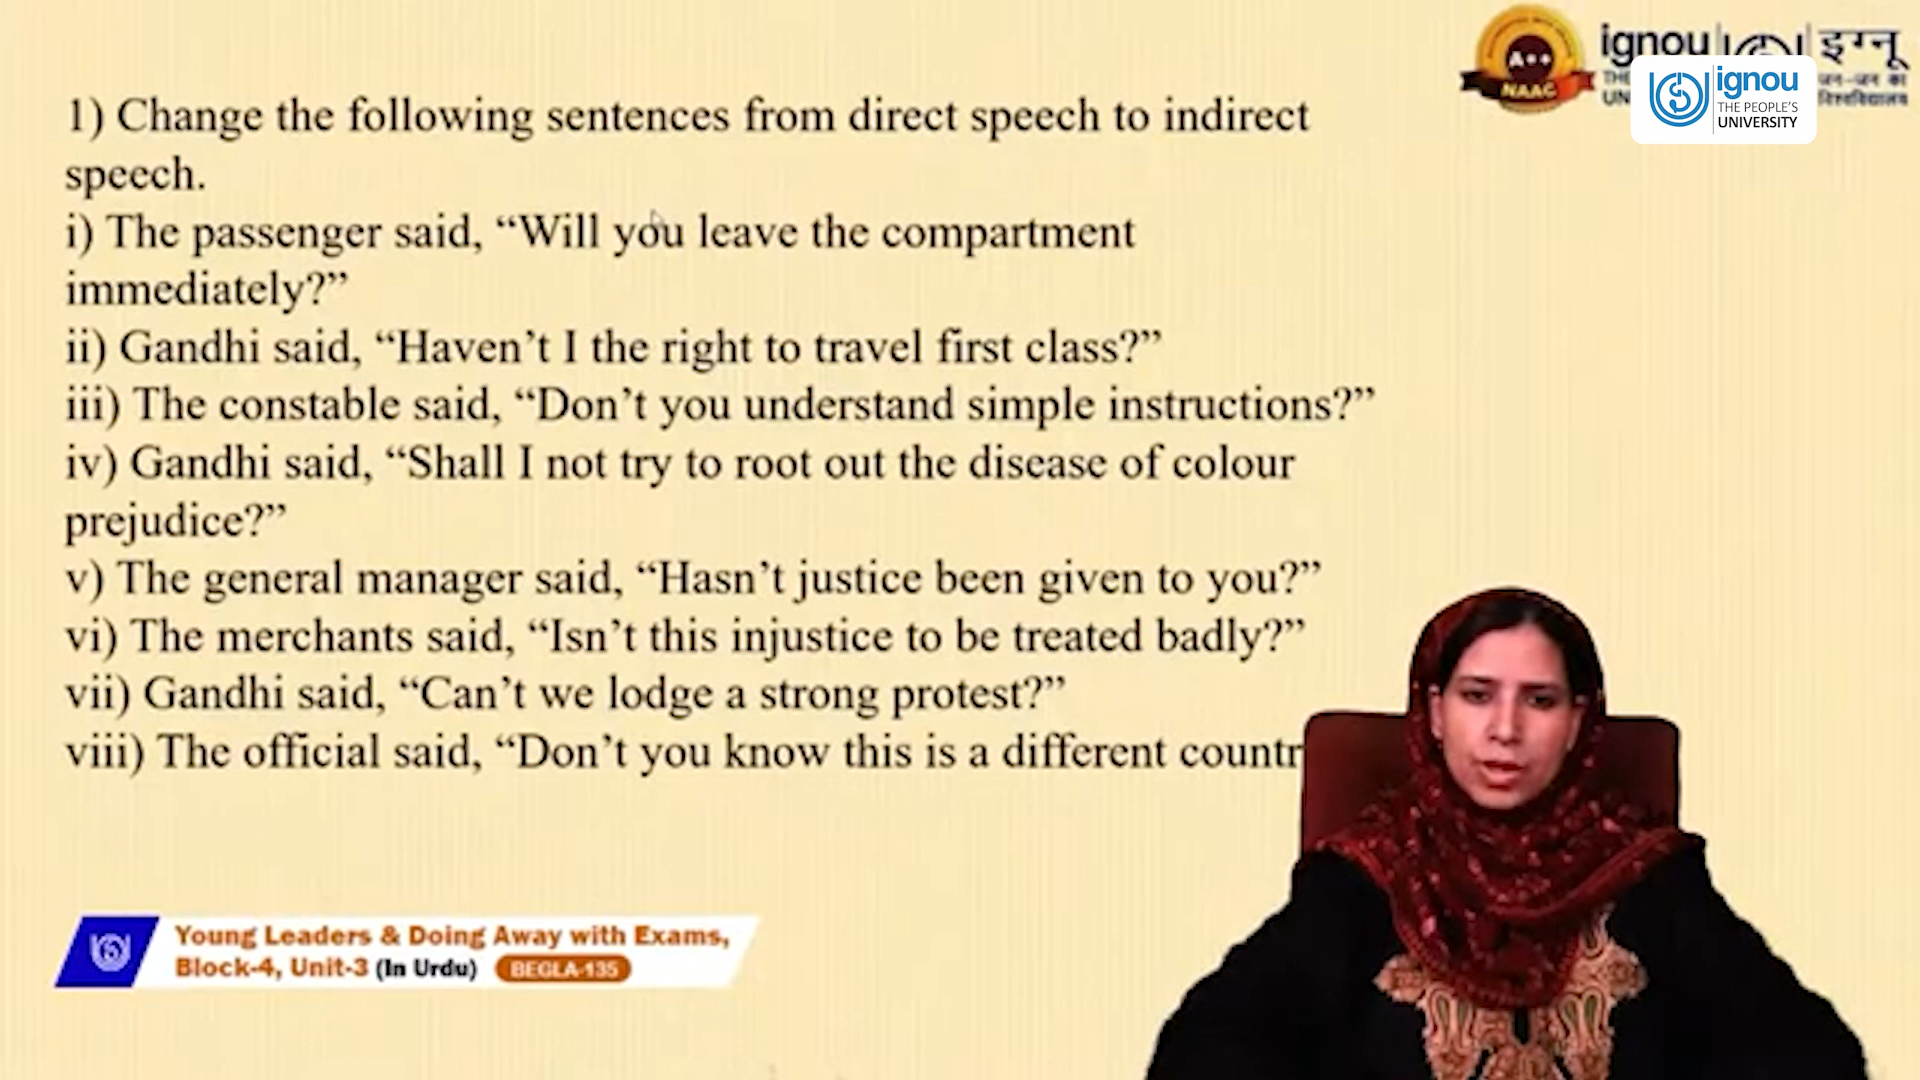 1) Change the following sentences from direct speech to indirect
speech.
i) The passenger said, “Will you leave the compartment
immediately?”
ii) Gandhi said, “Haven’t I the right to travel first class?”
iii) The constable said, “Don’t you understand simple instructions?”
iv) Gandhi said, “Shall I not try to root out the disease of colour
prejudice?”
v) The general manager said, “Hasn’t justice been given to you?”
vi) The merchants said, “Isn’t this injustice to be treated badly?”
vii) Gandhi said, “Can’t we lodge a strong protest?”
viii) The official said, “Don’t you know this is a different countr
A++
NAAC
ignou इग्नू
जन-जन का
विश्वविद्यालय
ignou
THE PEOPLE’S
UNIVERSITY
Young Leaders & Doing Away with Exams,
Block-4, Unit-3 (In Urdu) BEGLA-135